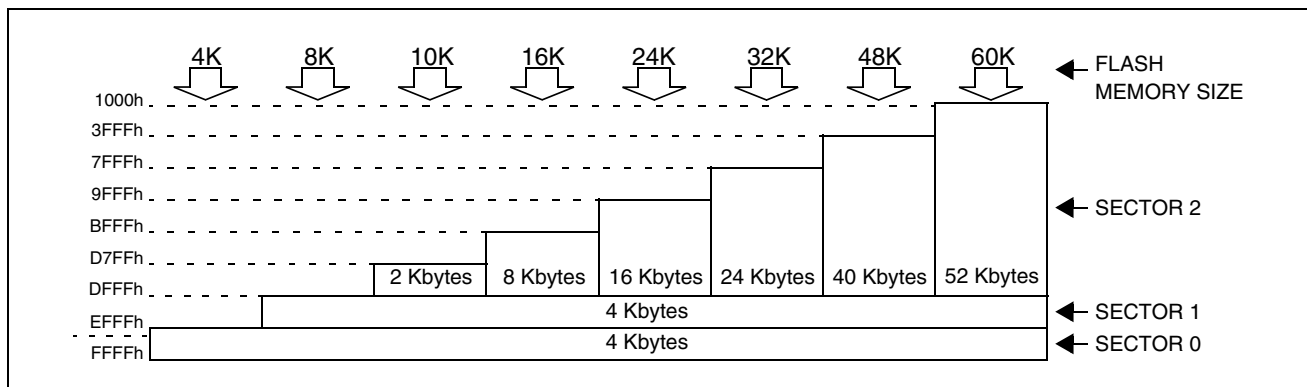 4K 8K 10K 16K 24K 32K 48K 60K
FLASH
MEMORY SIZE
1000h
3FFFh
7FFFh
9FFFh
SECTOR 2
BFFFh
D7FFh
2 Kbytes 8 Kbytes 16 Kbytes 24 Kbytes 40 Kbytes 52 Kbytes
DFFFh
4 Kbytes
SECTOR 1
EFFFh
4 Kbytes
SECTOR 0
FFFFh